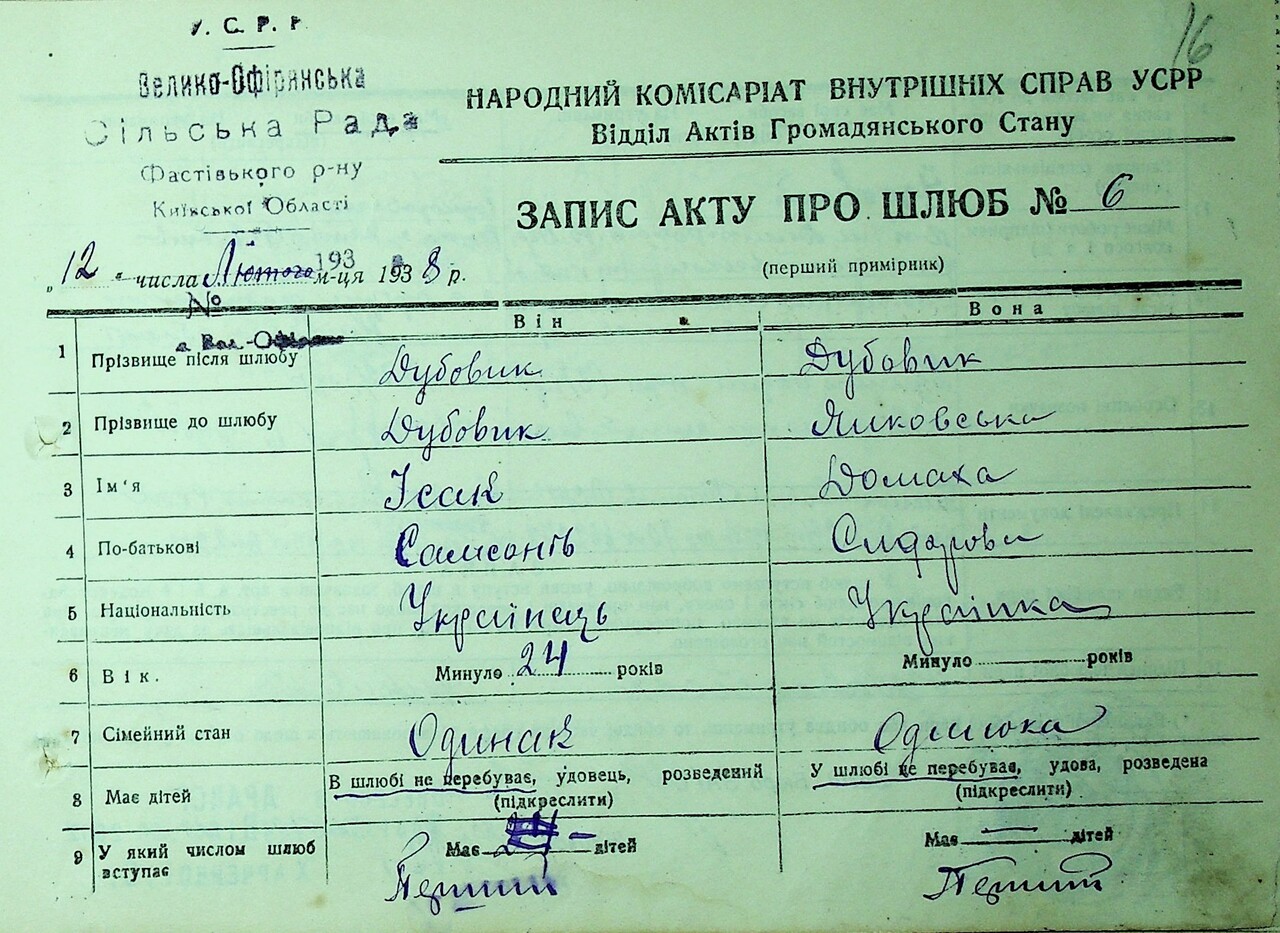 У. С. Р. Р
16
Велико-Офірянська
Сільська Рада
Фастівського р-ну
Київської Області
НАРОДНИЙ КОМІСАРІАТ ВНУТРІШНІХ СПРАВ УСРР
Відділ Актів Громадянського Стану
ЗАПИС АКТУ ПРО ШЛЮБ № 6
„12“ числа Лютого м-ця 1938 р.
193
(перший примірник)
№
Він
Вона
1 Прізвище після шлюбу Дубовик Дубовик
2 Прізвище до шлюбу Дубовик Янковська
3 Ім'я Ісак Домаха
4 По-батькові Самсонів Сидорови
5 Національність Українець Українка
6 Вік. Минуло 24 років Минуло років
7 Сімейний стан Одинак Одинока
В шлюбі не перебуває, удовець, розведений У шлюбі не перебуває, удова, розведена
8 Має дітей (підкреслити) (підкреслити)
Має — дітей Має — дітей
9 У який числом шлюб вступає Перший Перший